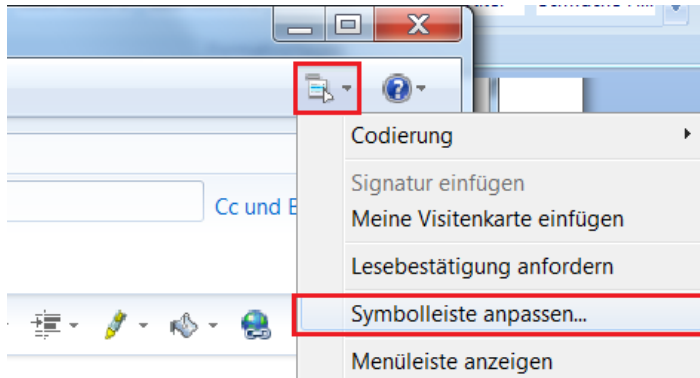 Codierung
Cc und
Signatur einfügen
Meine Visitenkarte einfügen
Lesebestätigung anfordern
Symbolleiste anpassen...
Menüleiste anzeigen